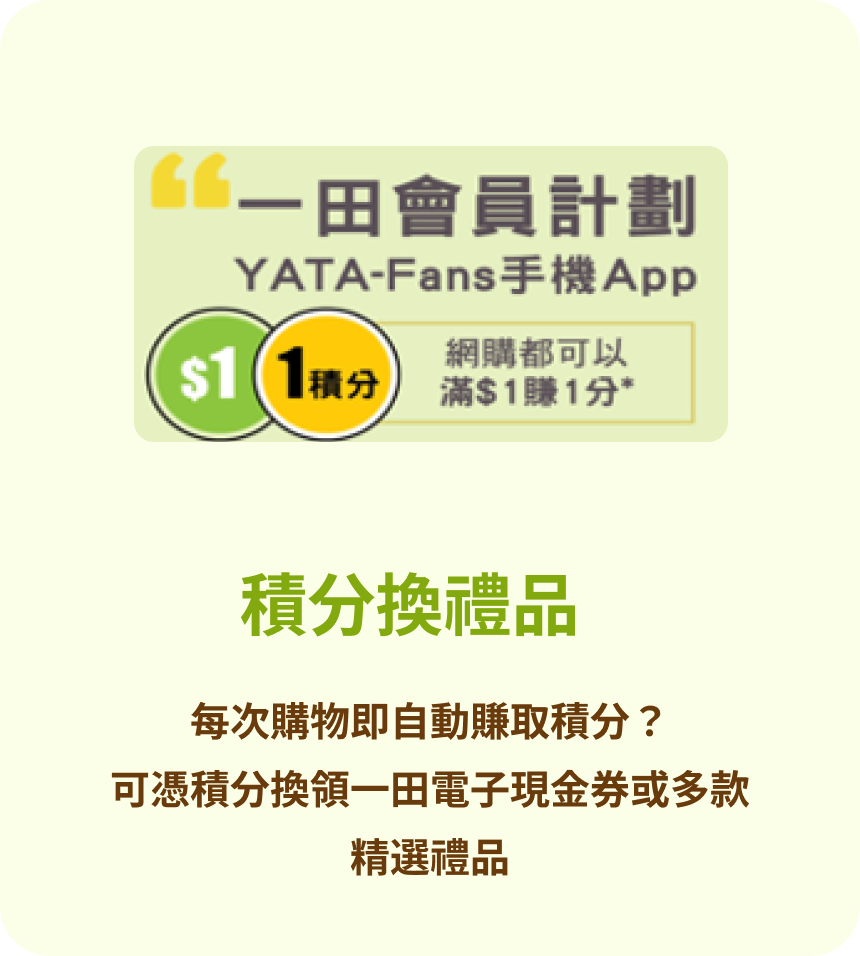 “一田會員計劃
YATA-Fans手機App
$1 1積分
網購都可以
滿$1賺1分*
積分換禮品
每次購物即自動賺取積分？
可憑積分換領一田電子現金券或多款
精選禮品